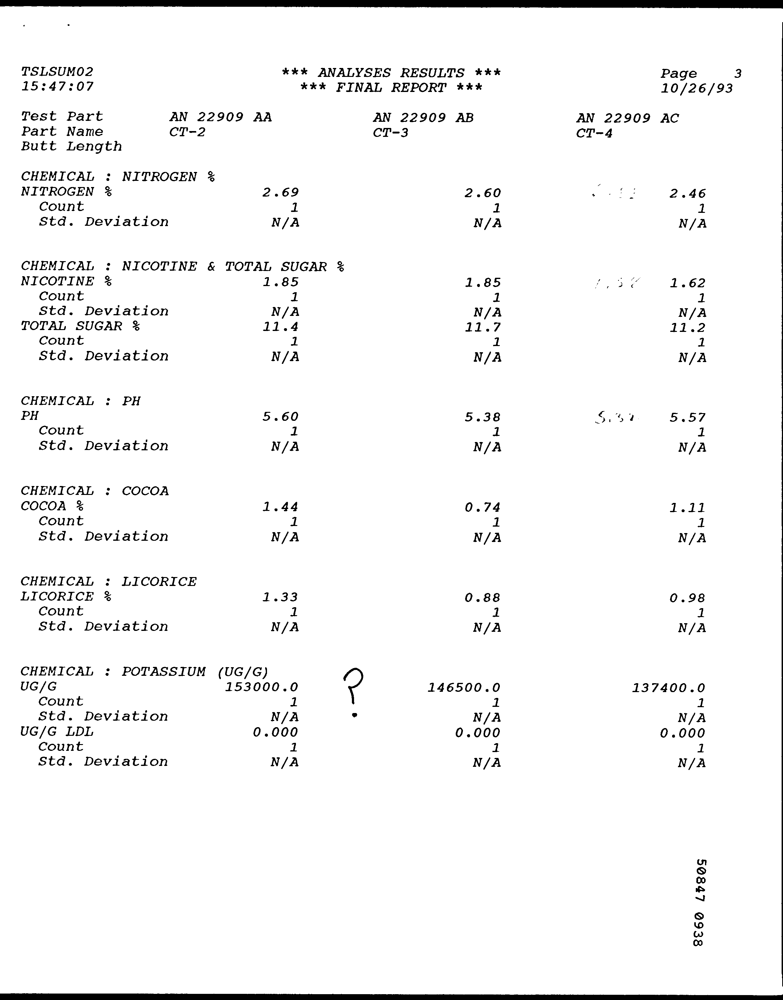 TSLSUM02 *** ANALYSES RESULTS *** Page 3
15:47:07 *** FINAL REPORT *** 10/26/93
Test Part AN 22909 AA AN 22909 AB AN 22909 AC
Part Name CT-2 CT-3 CT-4
Butt Length
CHEMICAL : NITROGEN %
NITROGEN % 2.69 2.60 2.46
Count 1 1 1
Std. Deviation N/A N/A N/A
CHEMICAL : NICOTINE & TOTAL SUGAR %
NICOTINE % 1.85 1.85 1.62
Count 1 1 1
Std. Deviation N/A N/A N/A
TOTAL SUGAR % 11.4 11.7 11.2
Count 1 1 1
Std. Deviation N/A N/A N/A
CHEMICAL : PH
PH 5.60 5.38 5.57
Count 1 1 1
Std. Deviation N/A N/A N/A
CHEMICAL : COCOA
COCOA % 1.44 0.74 1.11
Count 1 1 1
Std. Deviation N/A N/A N/A
CHEMICAL : LICORICE
LICORICE % 1.33 0.88 0.98
Count 1 1 1
Std. Deviation N/A N/A N/A
CHEMICAL : POTASSIUM (UG/G)
UG/G 153000.0 ? 146500.0 137400.0
Count 1 1 1
Std. Deviation N/A N/A N/A
UG/G LDL 0.000 0.000 0.000
Count 1 1 1
Std. Deviation N/A N/A N/A
50847 0938